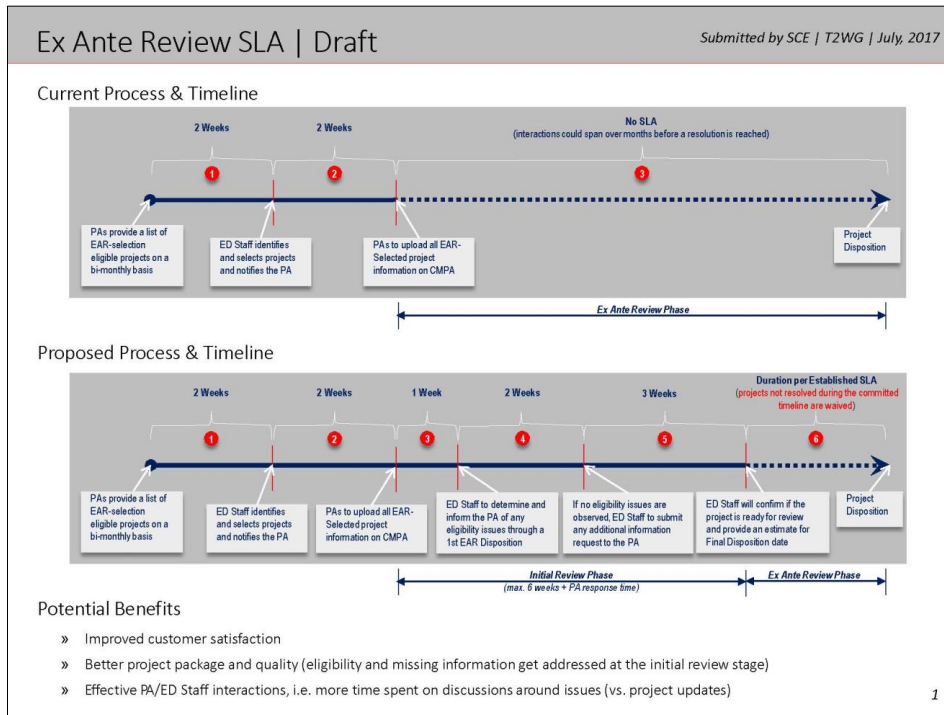 Ex Ante Review SLA | Draft
Submitted by SCE | T2WG | July, 2017
Current Process & Timeline
2 Weeks
2 Weeks
No SLA
(interactions could span over months before a resolution is reached)
1
2
3
PAs provide a list of
EAR-selection
eligible projects on a
bi-monthly basis
ED Staff identifies
and selects projects
and notifies the PA
PAs to upload all EAR-
Selected project
information on CMPA
Project
Disposition
Ex Ante Review Phase
Proposed Process & Timeline
2 Weeks
2 Weeks
1 Week
2 Weeks
3 Weeks
Duration per Established SLA
(projects not resolved during the committed
timeline are waived)
1
2
3
4
5
6
PAs provide a list of
EAR-selection
eligible projects on a
bi-monthly basis
ED Staff identifies
and selects projects
and notifies the PA
PAs to upload all EAR-
Selected project
information on CMPA
ED Staff to determine and
inform the PA of any
eligibility issues through a
1st EAR Disposition
If no eligibility issues are
observed, ED Staff to submit
any additional information
request to the PA
ED Staff will confirm if the
project is ready for review
and provide an estimate for
Final Disposition date
Project
Disposition
Initial Review Phase
(max. 6 weeks + PA response time)
Ex Ante Review Phase
Potential Benefits
» Improved customer satisfaction
» Better project package and quality (eligibility and missing information get addressed at the initial review stage)
» Effective PA/ED Staff interactions, i.e. more time spent on discussions around issues (vs. project updates)
1